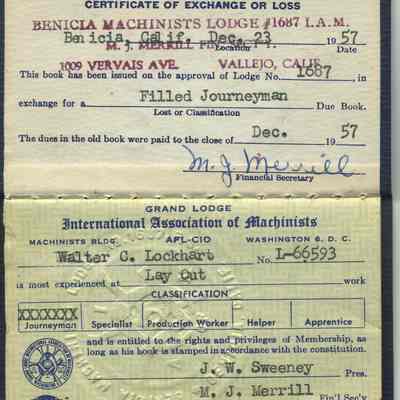 CERTIFICATE OF EXCHANGE OR LOSS
BENICIA MACHINISTS LODGE #1687 I.A.M.
Benicia, Calif. Dec. 23 1957
M. J. MERRILL Location Date
1009 VERVAIS AVE. VALLEJO, CALIF.
This book has been issued on the approval of Lodge No. 1687, in
exchange for a Filled Journeyman Due Book.
Lost or Classification
The dues in the old book were paid to the close of Dec. 1957
M. J. Merrill
Financial Secretary
GRAND LODGE
International Association of Machinists
MACHINISTS BLDG. AFL-CIO WASHINGTON 6, D. C.
Walter C. Lockhart No. L-66593
is most experienced at Lay Out work
CLASSIFICATION
XXXXXXX
Journeyman Specialist Production Worker Helper Apprentice
and is entitled to the rights and privileges of Membership, as
long as his book is stamped in accordance with the constitution.
J. W. Sweeney Pres.
M. J. Merrill Fin'l Sec'y